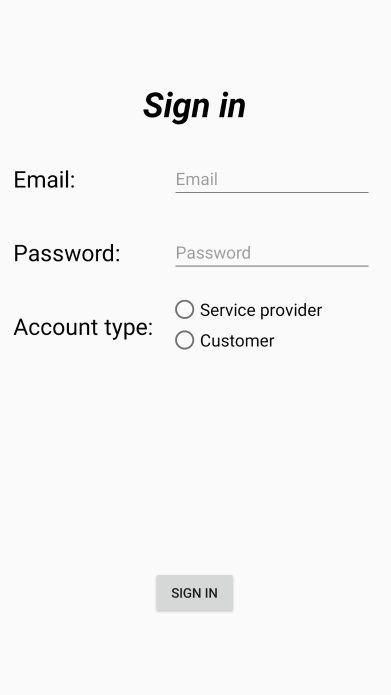 Sign in
Email: Email
Password: Password
Account type:
Service provider
Customer
SIGN IN